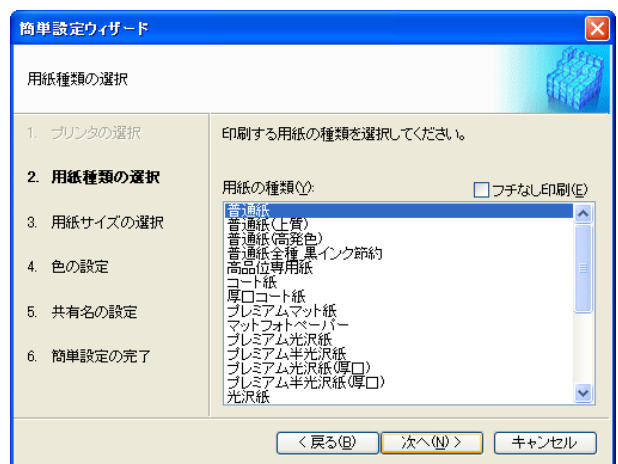 簡単設定ウィザード
用紙種類の選択
1. プリンタの選択
2. 用紙種類の選択
3. 用紙サイズの選択
4. 色の設定
5. 共有名の設定
6. 簡単設定の完了
印刷する用紙の種類を選択してください。
用紙の種類(Y):
フチなし印刷(E)
普通紙
普通紙(上質)
普通紙(高発色)
普通紙全種_黒インク節約
高品位専用紙
コート紙
厚口コート紙
プレミアムマット紙
マットフォトペーパー
プレミアム光沢紙
プレミアム半光沢紙
プレミアム光沢紙(厚口)
プレミアム半光沢紙(厚口)
光沢紙
< 戻る(B)
次へ(N) >
キャンセル